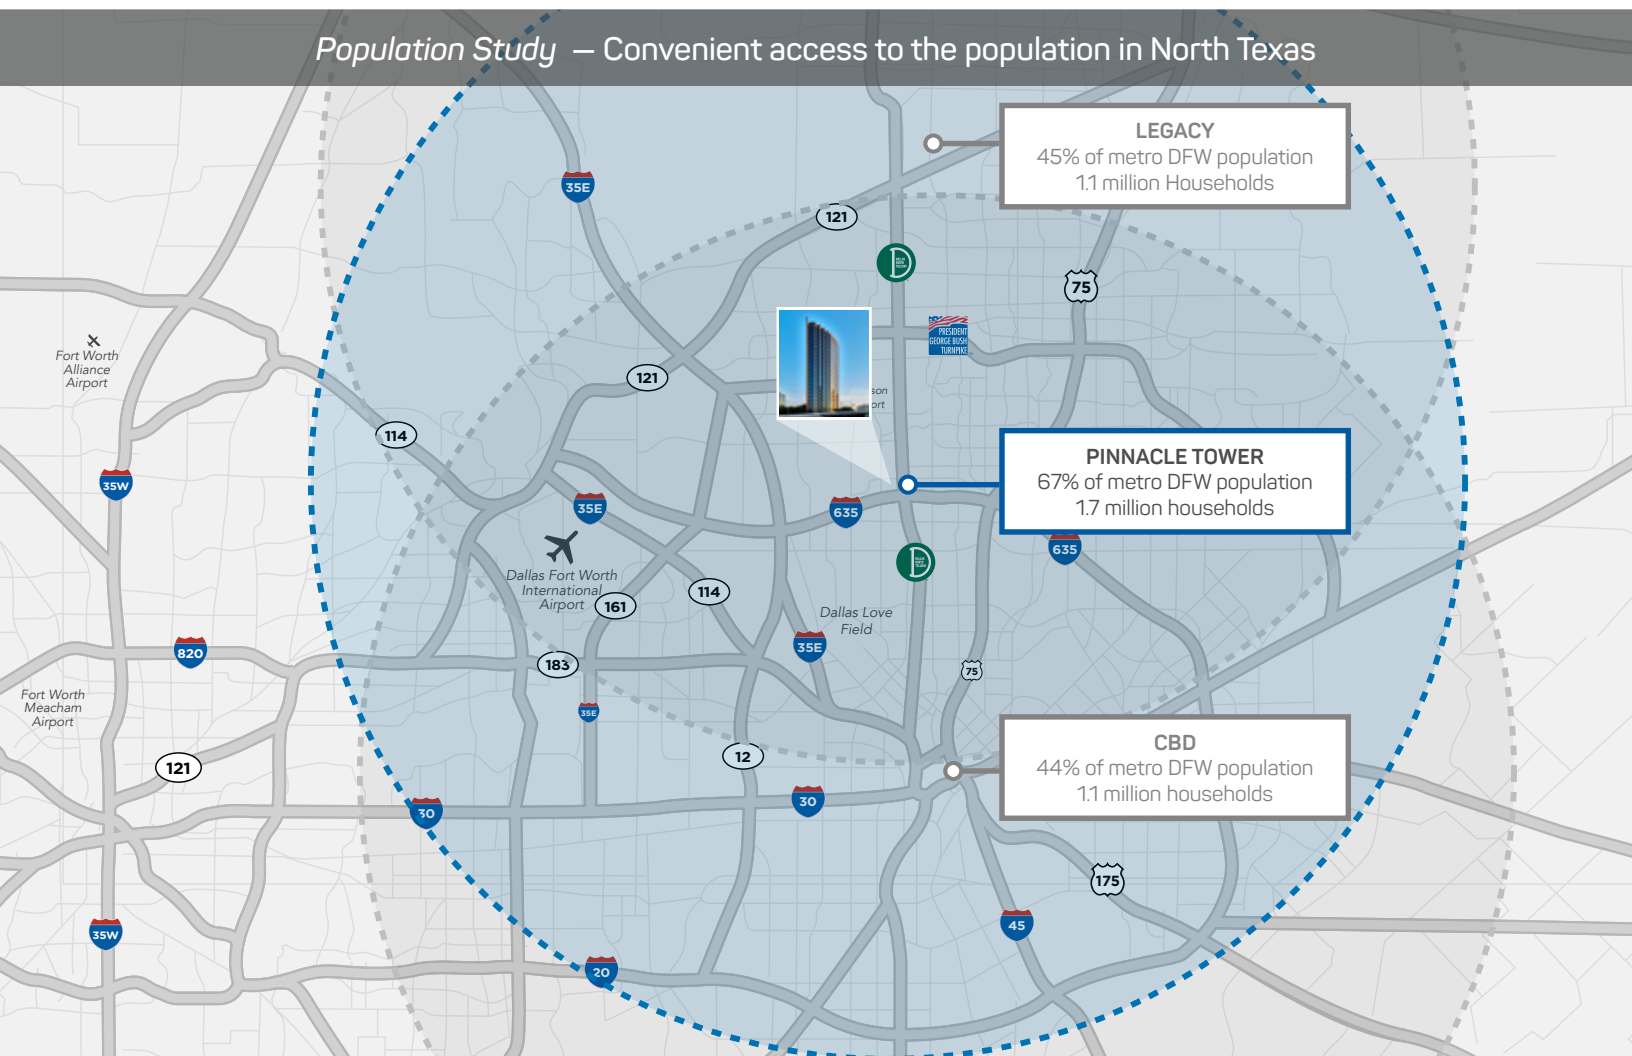 Population Study — Convenient access to the population in North Texas
LEGACY
45% of metro DFW population
1.1 million Households
35E
121
75
PRESIDENT
GEORGE BUSH
TURNPIKE
Fort Worth
Alliance
Airport
121
son
ort
114
PINNACLE TOWER
67% of metro DFW population
1.7 million households
35W
35E
635
635
Dallas Fort Worth
International
Airport
161
114
Dallas Love
Field
35E
820
183
75
Fort Worth
Meacham
Airport
35E
12
121
CBD
44% of metro DFW population
1.1 million households
30
30
175
35W
45
20